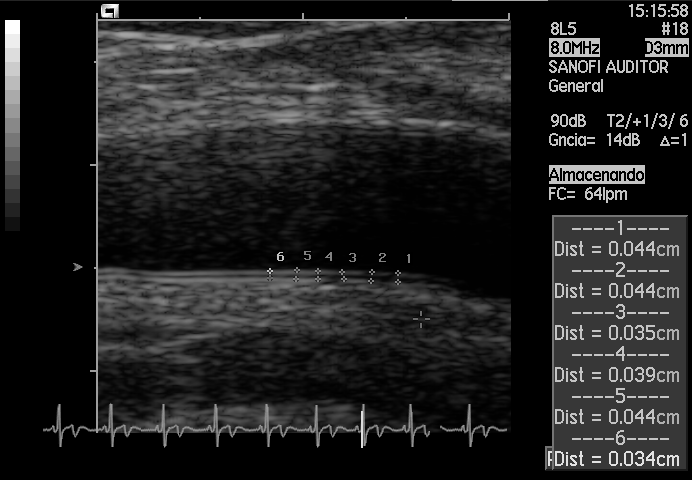 15:15:58
8L5 #18
8.0MHz D3mm
SANOFI AUDITOR
General
90dB T2/+1/3/ 6
Gncia= 14dB Δ=1
Almacenando
FC= 64lpm
6 5 4 3 2 1
----1----
Dist = 0.044cm
----2----
Dist = 0.044cm
----3----
Dist = 0.035cm
----4----
Dist = 0.039cm
----5----
Dist = 0.044cm
----6----
Dist = 0.034cm